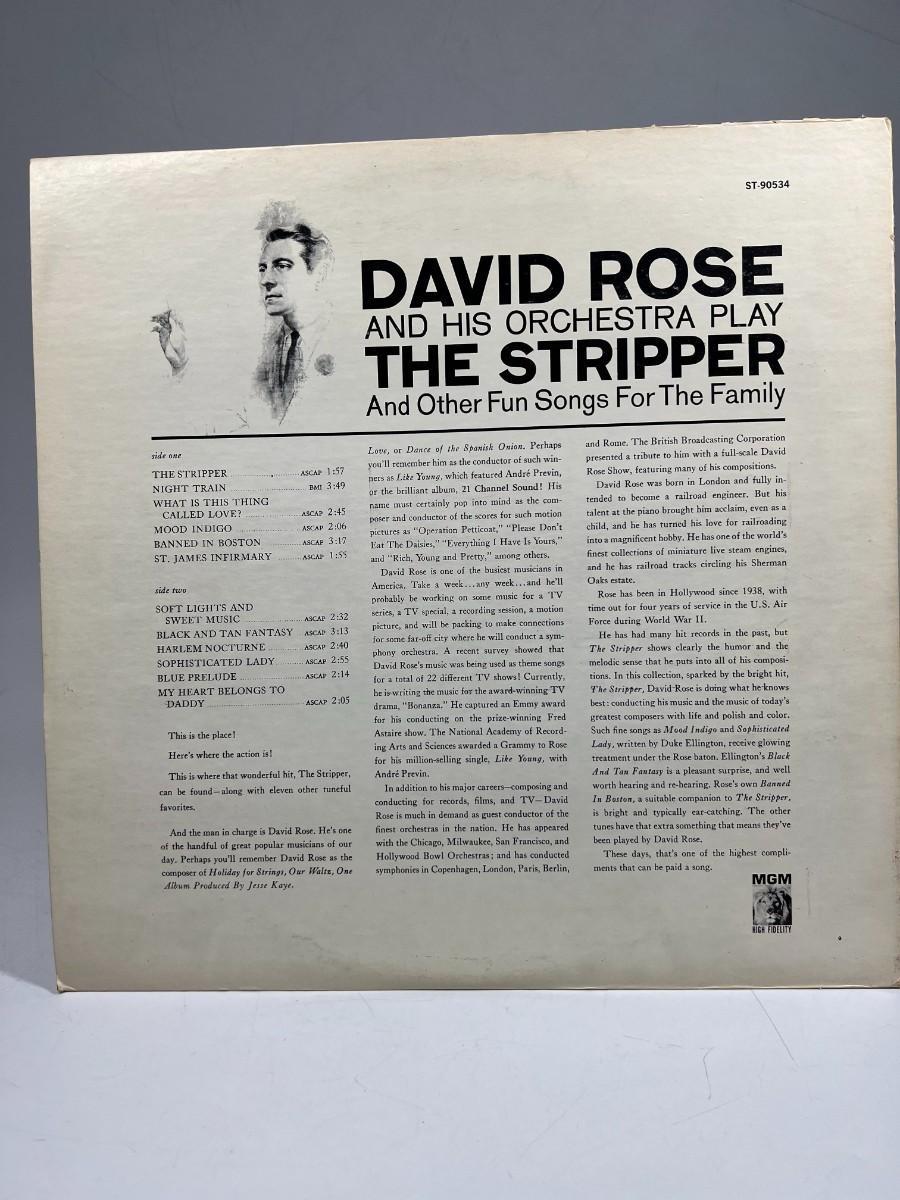 ST-90534
DAVID ROSE
AND HIS ORCHESTRA PLAY
THE STRIPPER
And Other Fun Songs For The Family
side one
THE STRIPPER ASCAP 1:57
NIGHT TRAIN BMI 3:49
WHAT IS THIS THING
CALLED LOVE? ASCAP 2:45
MOOD INDIGO ASCAP 2:06
BANNED IN BOSTON ASCAP 3:17
ST. JAMES INFIRMARY ASCAP 1:55
side two
SOFT LIGHTS AND
SWEET MUSIC ASCAP 2:32
BLACK AND TAN FANTASY ASCAP 3:13
HARLEM NOCTURNE ASCAP 2:40
SOPHISTICATED LADY ASCAP 2:55
BLUE PRELUDE ASCAP 2:14
MY HEART BELONGS TO
DADDY ASCAP 2:05
This is the place!
Here's where the action is!
This is where that wonderful hit, The Stripper,
can be found—along with eleven other tuneful
favorites.
And the man in charge is David Rose. He's one
of the handful of great popular musicians of our
day. Perhaps you'll remember David Rose as the
composer of Holiday for Strings, Our Waltz, One
Album Produced By Jesse Kaye.
Love, or Dance of the Spanish Onion. Perhaps
you'll remember him as the conductor of such win-
ners as Like Young, which featured André Previn,
or the brilliant album, 21 Channel Sound! His
name must certainly pop into mind as the com-
poser and conductor of the scores for such motion
pictures as "Operation Petticoat," "Please Don't
Eat The Daisies," "Everything I Have Is Yours,"
and "Rich, Young and Pretty," among others.
David Rose is one of the busiest musicians in
America. Take a week...any week...and he'll
probably be working on some music for a TV
series, a TV special, a recording session, a motion
picture, and will be packing to make connections
for some far-off city where he will conduct a sym-
phony orchestra. A recent survey showed that
David Rose's music was being used as theme songs
for a total of 22 different TV shows! Currently,
he is writing the music for the award-winning TV
drama, "Bonanza." He captured an Emmy award
for his conducting on the prize-winning Fred
Astaire show. The National Academy of Record-
ing Arts and Sciences awarded a Grammy to Rose
for his million-selling single, Like Young, with
André Previn.
In addition to his major careers—composing and
conducting for records, films, and TV—David
Rose is much in demand as guest conductor of the
finest orchestras in the nation. He has appeared
with the Chicago, Milwaukee, San Francisco, and
Hollywood Bowl Orchestras; and has conducted
symphonies in Copenhagen, London, Paris, Berlin,
and Rome. The British Broadcasting Corporation
presented a tribute to him with a full-scale David
Rose Show, featuring many of his compositions.
David Rose was born in London and fully in-
tended to become a railroad engineer. But his
talent at the piano brought him acclaim, even as a
child, and he has turned his love for railroading
into a magnificent hobby. He has one of the world's
finest collections of miniature live steam engines,
and he has railroad tracks circling his Sherman
Oaks estate.
Rose has been in Hollywood since 1938, with
time out for four years of service in the U.S. Air
Force during World War II.
He has had many hit records in the past, but
The Stripper shows clearly the humor and the
melodic sense that he puts into all of his composi-
tions. In this collection, sparked by the bright hit,
The Stripper, David Rose is doing what he knows
best: conducting his music and the music of today's
greatest composers with life and polish and color.
Such fine songs as Mood Indigo and Sophisticated
Lady, written by Duke Ellington, receive glowing
treatment under the Rose baton. Ellington's Black
And Tan Fantasy is a pleasant surprise, and well
worth hearing and re-hearing. Rose's own Banned
In Boston, a suitable companion to The Stripper,
is bright and typically ear-catching. The other
tunes have that extra something that means they've
been played by David Rose.
These days, that's one of the highest compli-
ments that can be paid a song.
MGM
HIGH FIDELITY